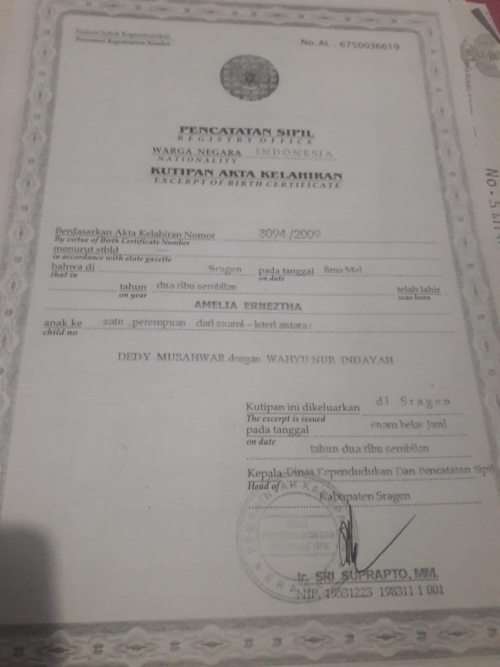 Nomor Induk Kependudukan
Personnel Registration Number
No. AL . 6750036619
PENCATATAN SIPIL
REGISTRY OFFICE
WARGA NEGARA INDONESIA
NATIONALITY
KUTIPAN AKTA KELAHIRAN
EXCERPT OF BIRTH CERTIFICATE
Berdasarkan Akta Kelahiran Nomor 3094 /2009
By virtue of Birth Certificate Number
menurut stbld
in accordance with state gazette
bahwa di Sragen pada tanggal lima Mei
that in on date
tahun dua ribu sembilan telah lahir
on year was born
AMELIA ERNEZTHA
anak ke satu ,perempuan dari suami - isteri antara :
child no
DEDY MUSAHWAR dengan WAHYU NUR INDAYAH
Kutipan ini dikeluarkan di Sragen
The excerpt is issued
pada tanggal enam belas Juni
on date
tahun dua ribu sembilan
Kepala Dinas Kependudukan Dan Pencatatan Sipil
Head of
Kabupaten Sragen
Ir. SRI SUPRAPTO, MM.
NIP. 19531223 198311 1 001